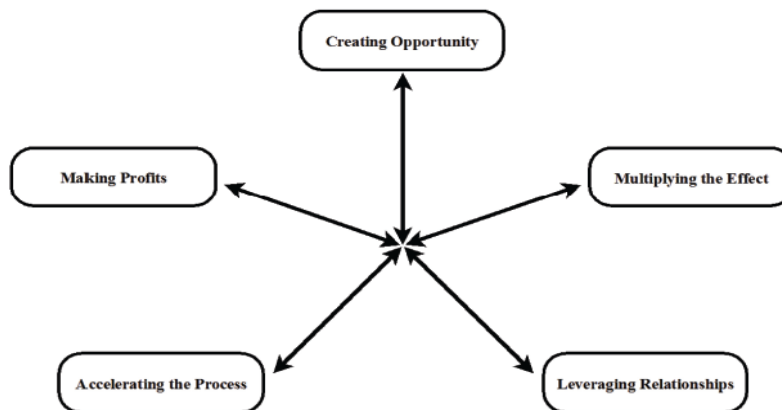 Creating Opportunity
Making Profits
Multiplying the Effect
Accelerating the Process
Leveraging Relationships